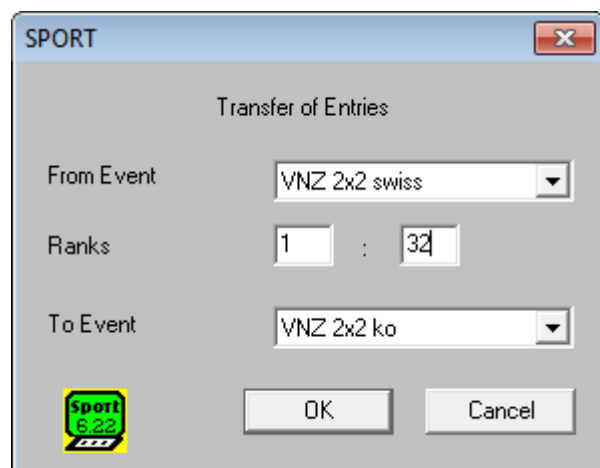 SPORT
Transfer of Entries
From Event VNZ 2x2 swiss
Ranks 1 : 32
To Event VNZ 2x2 ko
Sport
6.22
OK Cancel